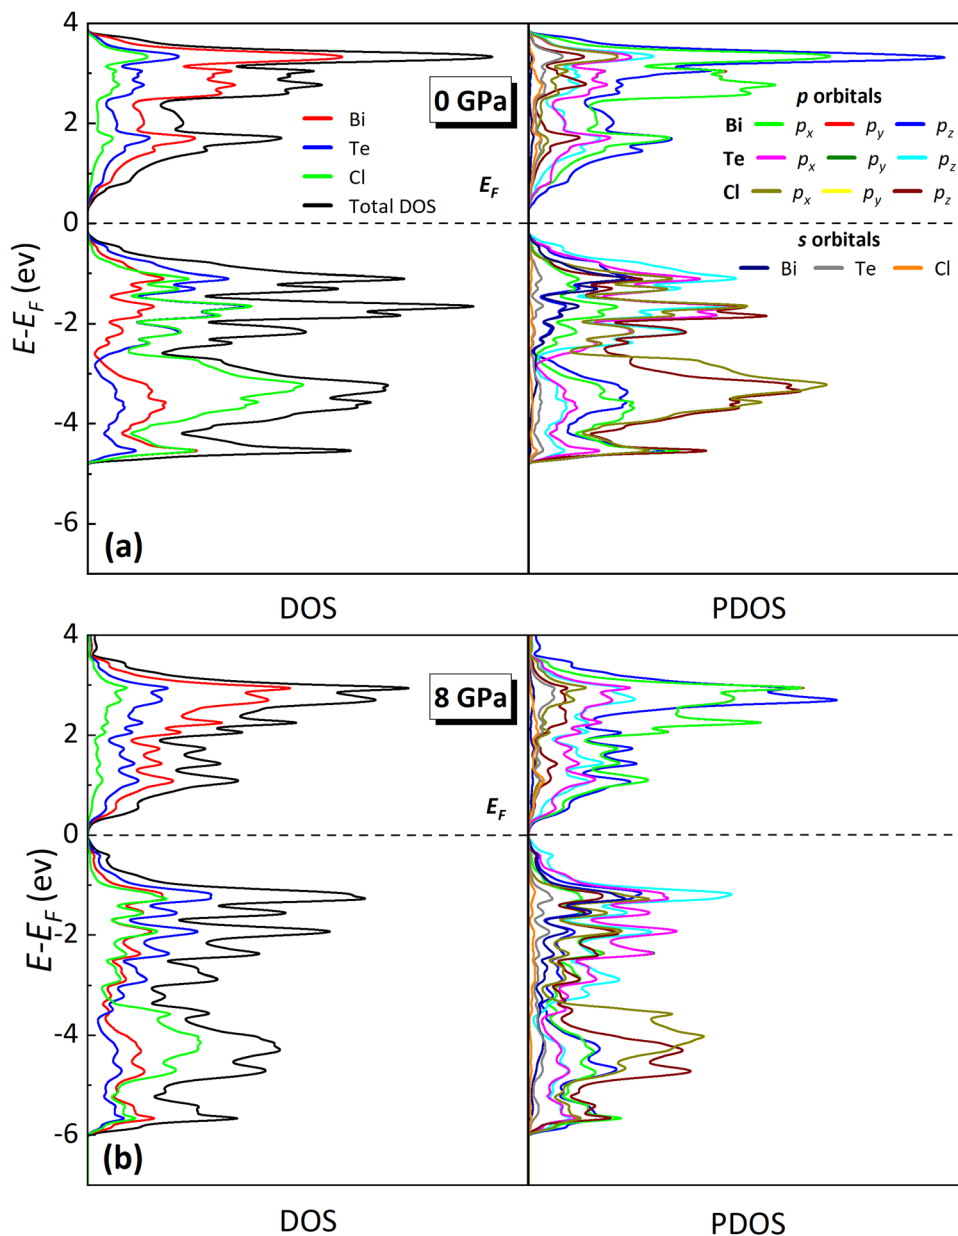 4
2
0
-2
-4
-6
E-E_F (ev)
0 GPa
Bi
Te
Cl
Total DOS
E_F
(a)
DOS
p orbitals
Bi p_x p_y p_z
Te p_x p_y p_z
Cl p_x p_y p_z
s orbitals
Bi Te Cl
PDOS
4
2
0
-2
-4
-6
E-E_F (ev)
8 GPa
E_F
(b)
DOS
PDOS